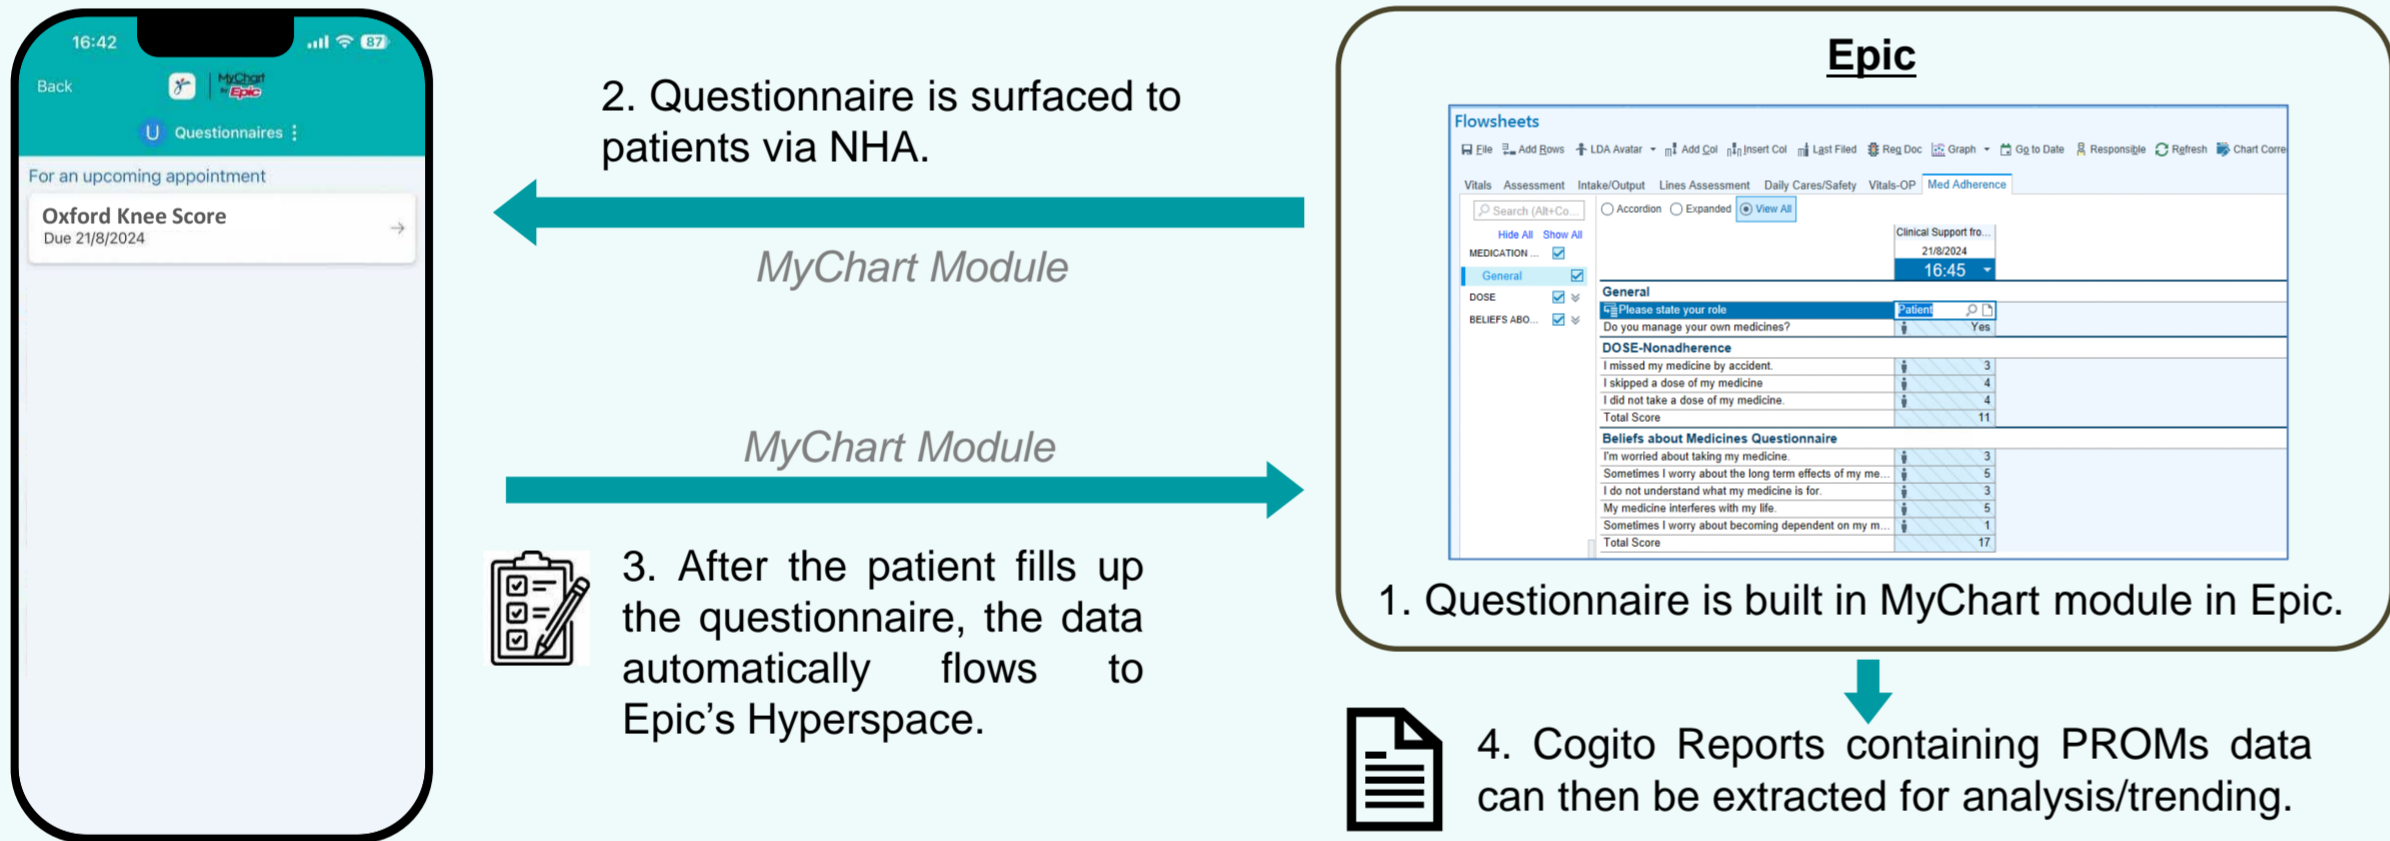 16:42
87
Back
MyChart
Epic
U Questionnaires
For an upcoming appointment
Oxford Knee Score
Due 21/8/2024
2. Questionnaire is surfaced to
patients via NHA.
MyChart Module
MyChart Module
3. After the patient fills up
the questionnaire, the data
automatically flows to
Epic’s Hyperspace.
Epic
Flowsheets
File Add Rows LDA Avatar Add Col Insert Col Last Filed Reg Doc Graph Go to Date Responsible Refresh Chart Corre
Vitals Assessment Intake/Output Lines Assessment Daily Cares/Safety Vitals-OP Med Adherence
Search (Alt+Co... Accordion Expanded View All
Hide All Show All
Clinical Support fro...
21/8/2024
16:45
MEDICATION ...
General
DOSE
BELIEFS ABO...
General
Please state your role Patient
Do you manage your own medicines? Yes
DOSE-Nonadherence
I missed my medicine by accident. 3
I skipped a dose of my medicine 4
I did not take a dose of my medicine. 4
Total Score 11
Beliefs about Medicines Questionnaire
I'm worried about taking my medicine. 3
Sometimes I worry about the long term effects of my me... 5
I do not understand what my medicine is for. 3
My medicine interferes with my life. 5
Sometimes I worry about becoming dependent on my m... 1
Total Score 17
1. Questionnaire is built in MyChart module in Epic.
4. Cogito Reports containing PROMs data
can then be extracted for analysis/trending.